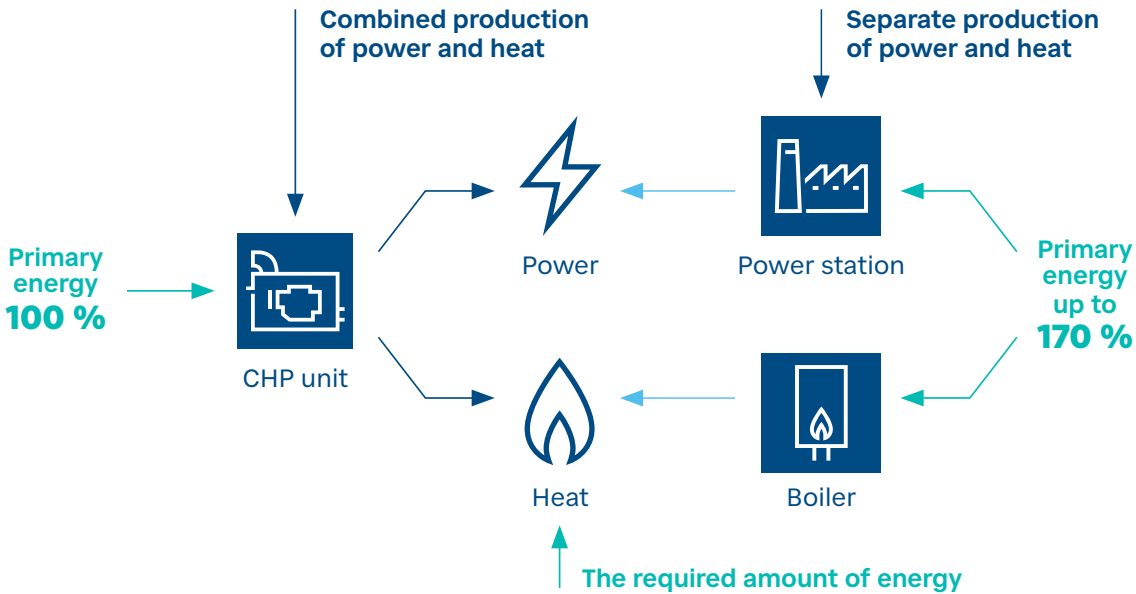 Combined production
of power and heat
Separate production
of power and heat
Primary
energy
100 %
CHP unit
Power
Power station
Primary
energy
up to
170 %
Heat
Boiler
The required amount of energy